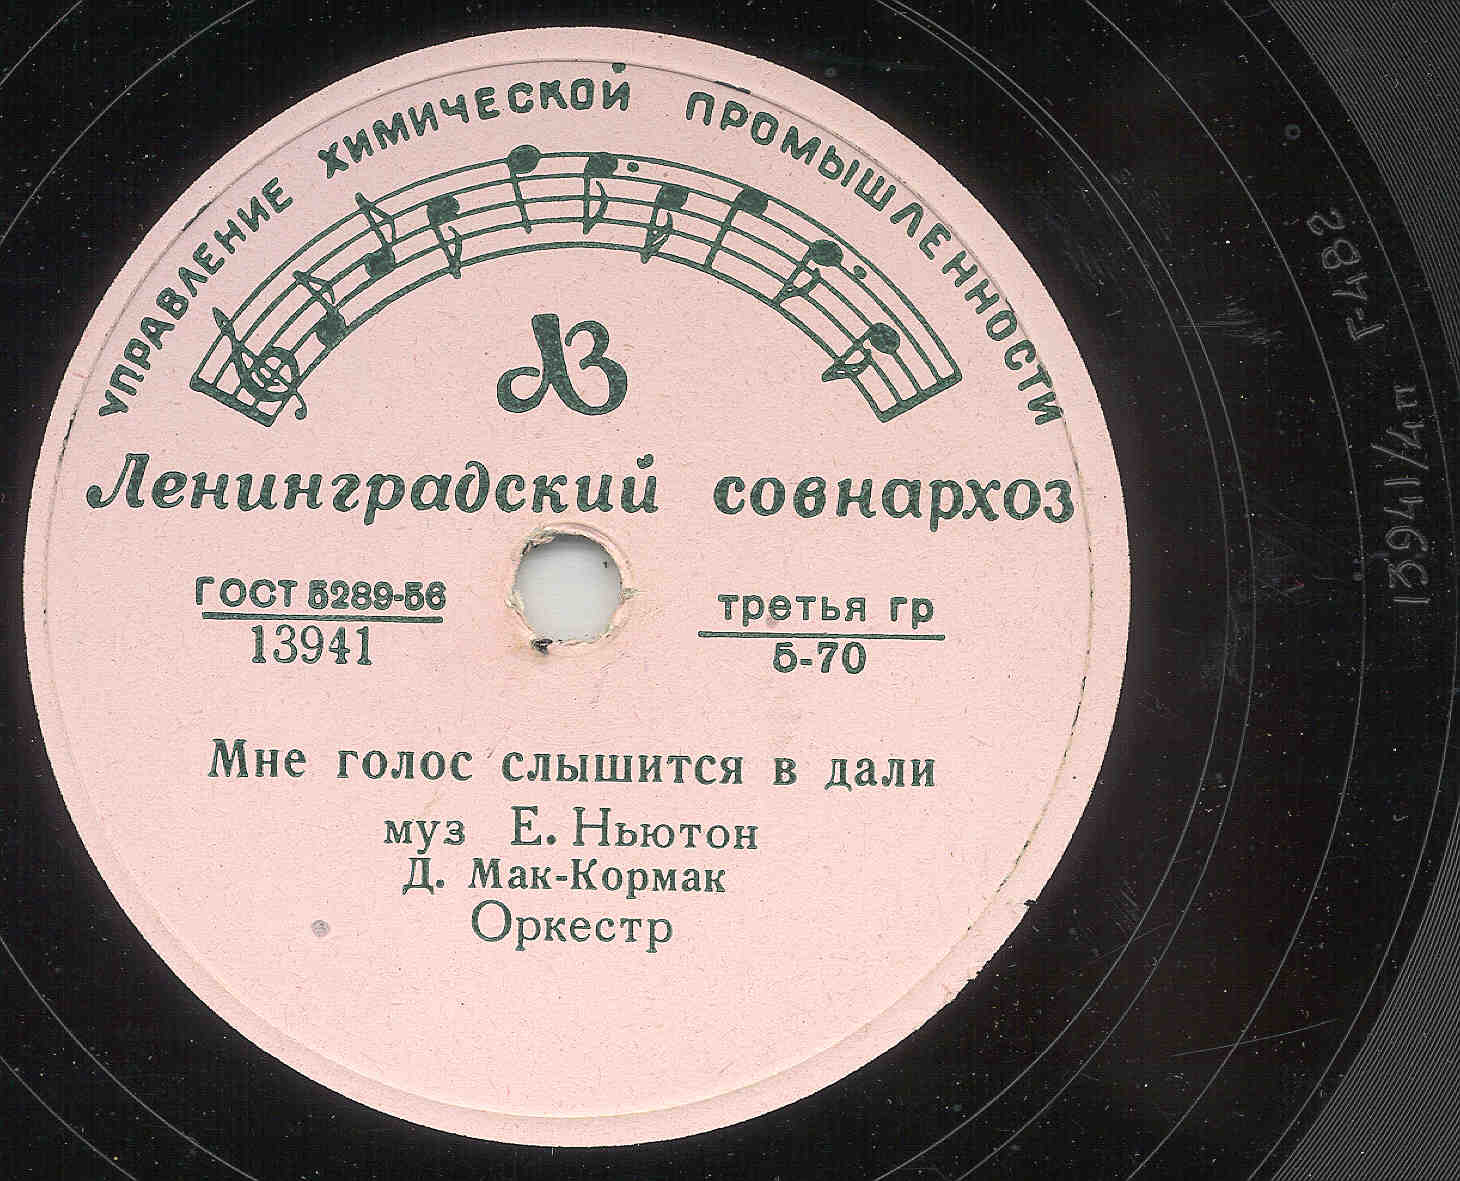 УПРАВЛЕНИЕ ХИМИЧЕСКОЙ ПРОМЫШЛЕННОСТИ
ЛЗ
Ленинградский совнархоз
ГОСТ 5289-56
13941
третья гр
Б-70
Мне голос слышится в дали
муз Е. Ньютон
Д. Мак-Кормак
Оркестр
Г-482
13941/4п